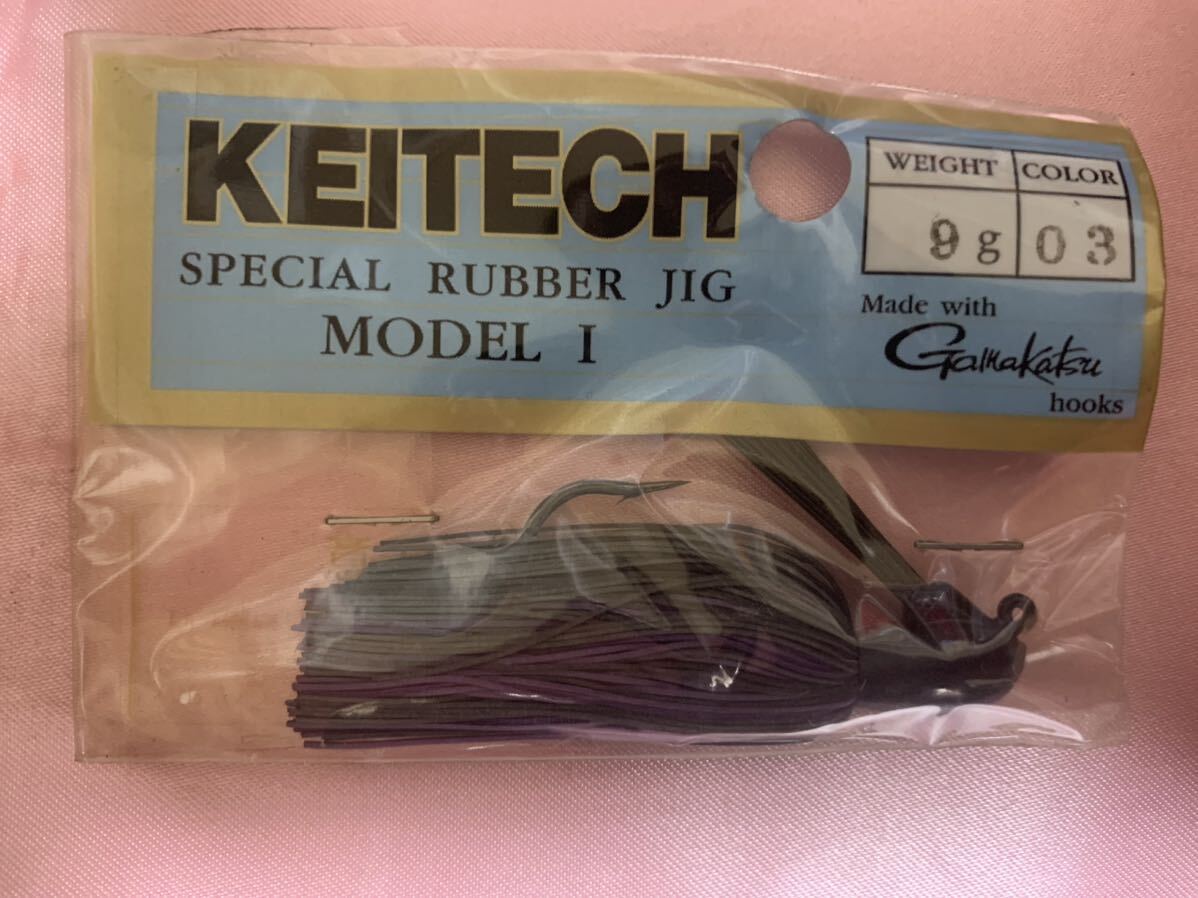 KEITECH
SPECIAL RUBBER JIG
MODEL I
WEIGHT COLOR
9g 03
Made with
Gamakatsu
hooks